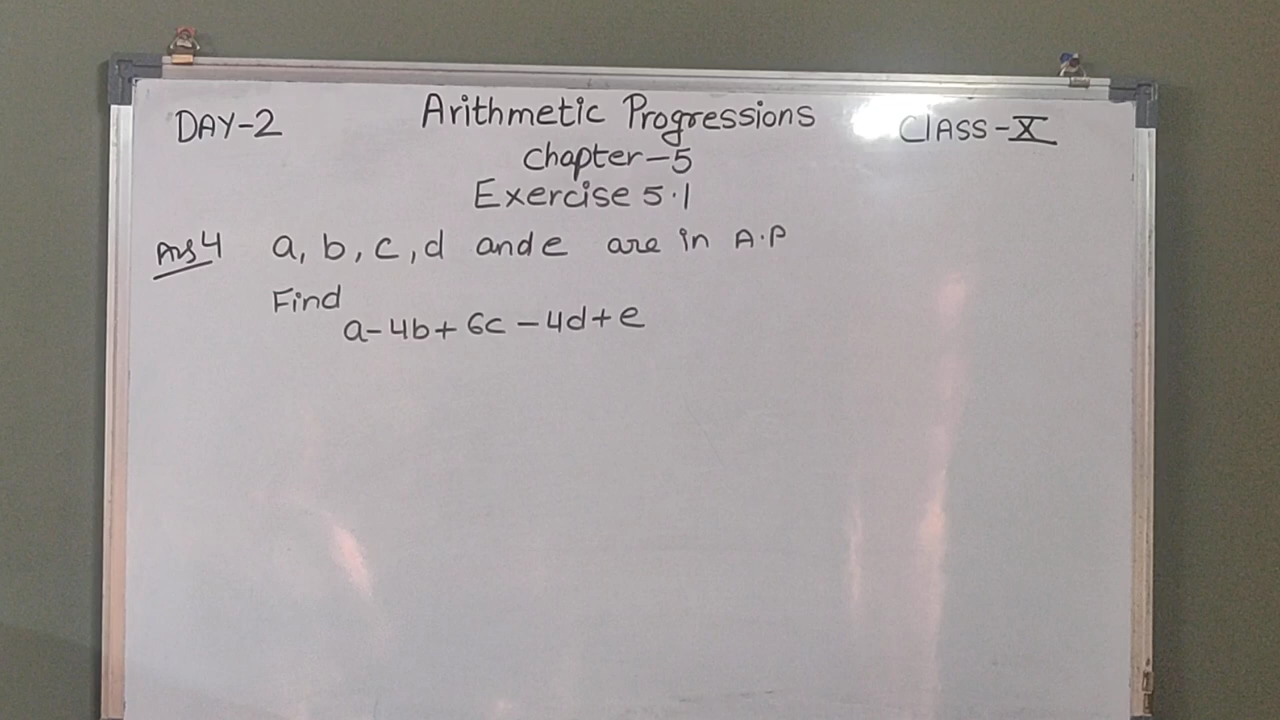 DAY-2 Arithmetic Progressions Class-X
Chapter-5
Exercise 5.1
Ans 4 a, b, c, d and e are in A.P
Find
a-4b+6c-4d+e